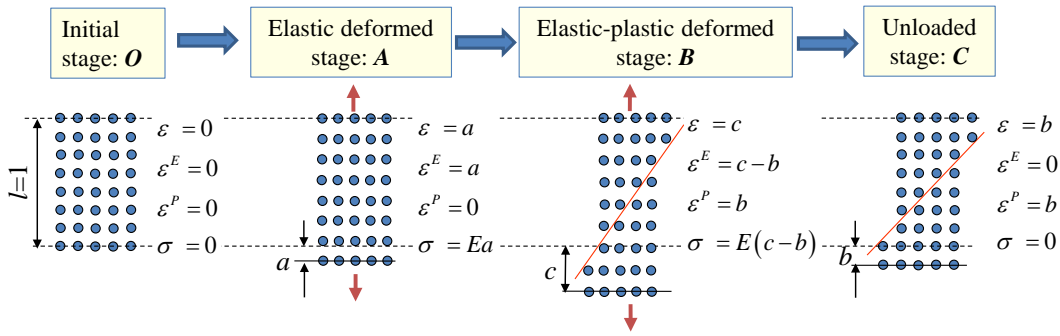 Initial
stage: O
Elastic deformed
stage: A
Elastic-plastic deformed
stage: B
Unloaded
stage: C
l=1
ε = 0
ε^E = 0
ε^P = 0
σ = 0
a
ε = a
ε^E = a
ε^P = 0
σ = Ea
c
ε = c
ε^E = c − b
ε^P = b
σ = E(c − b)
b
ε = b
ε^E = 0
ε^P = b
σ = 0